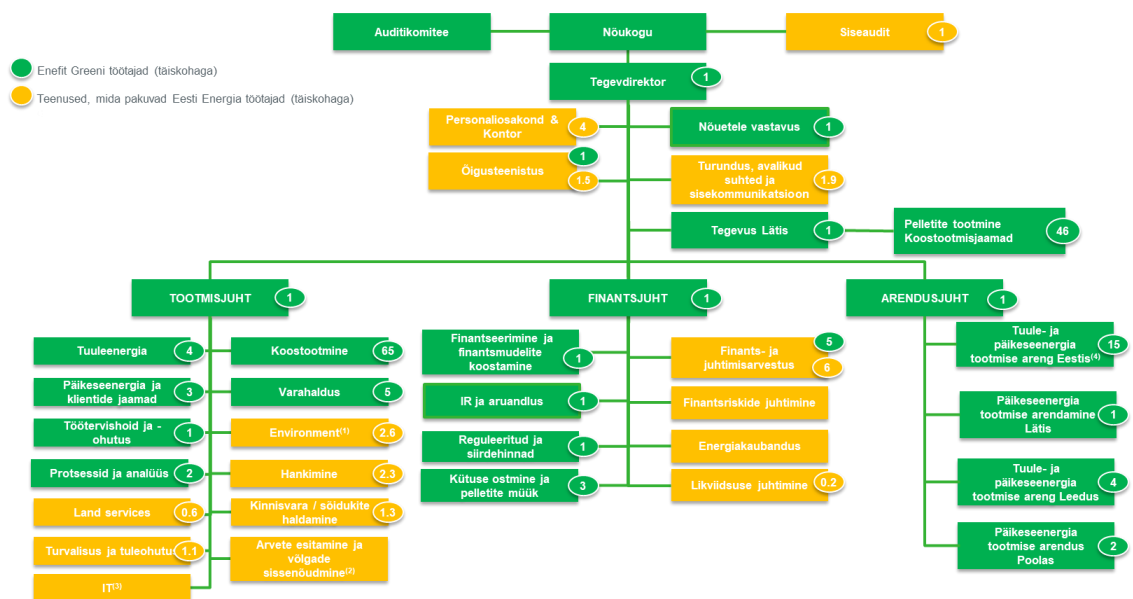 Auditikomitee
Nõukogu
Siseaudit
1
Enefit Greeni töötajad (täiskohaga)
Teenused, mida pakuvad Eesti Energia töötajad (täiskohaga)
Tegevdirektor
1
Personaliosakond &
Kontor
4
Nõuetele vastavus
1
Õigusteenistus
1
1.5
Turundus, avalikud
suhted ja
sisekommunikatsioon
1.9
Tegevus Lätis
1
Pelletite tootmine
Koostootmisjaamad
46
TOOTMISJUHT
1
FINANTSJUHT
1
ARENDUSJUHT
1
Tuuleenergia
4
Koostootmine
65
Päikeseenergia ja
klientide jaamad
3
Varahaldus
5
Töötervishoid ja -
ohutus
1
Environment(1)
2.6
Protsessid ja analüüs
2
Hankimine
2.3
Land services
0.6
Kinnisvara / sõidukite
haldamine
1.3
Turvalisus ja tuleohutus
1.1
Arvete esitamine ja
võlgade
sissenõudmine(2)
IT(3)
Finantseerimine ja
finantsmudelite
koostamine
1
Finants- ja
juhtimisarvestus
5
6
IR ja aruandlus
1
Finantsriskide juhtimine
Reguleeritud ja
siirdehinnad
1
Energiakaubandus
Kütuse ostmine ja
pelletite müük
3
Likviidsuse juhtimine
0.2
Tuule- ja
päikeseenergia
tootmise areng Eestis(4)
15
Päikeseenergia
tootmise arendamine
Lätis
1
Tuule- ja
päikeseenergia
tootmise areng Leedus
4
Päikeseenergia
tootmise arendus
Poolas
2